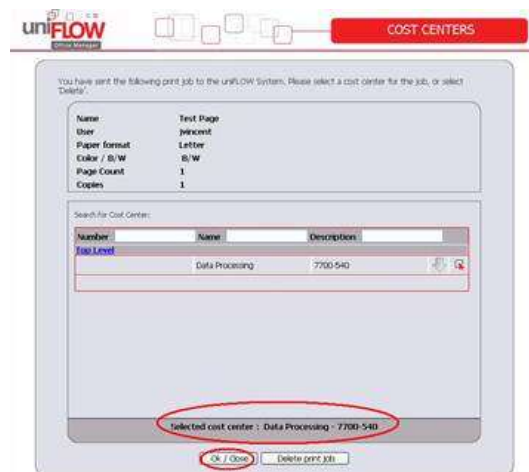 uniFLOW
Office Manager
COST CENTERS
You have sent the following print job to the uniFLOW System. Please select a cost center for the job, or select
'Delete'.
Name Test Page
User jvincent
Paper format Letter
Color / B/W B/W
Page Count 1
Copies 1
Search for Cost Center:
Number Name Description
Top Level
Data Processing 7700-540
Selected cost center : Data Processing - 7700-540
Ok / Close Delete print job